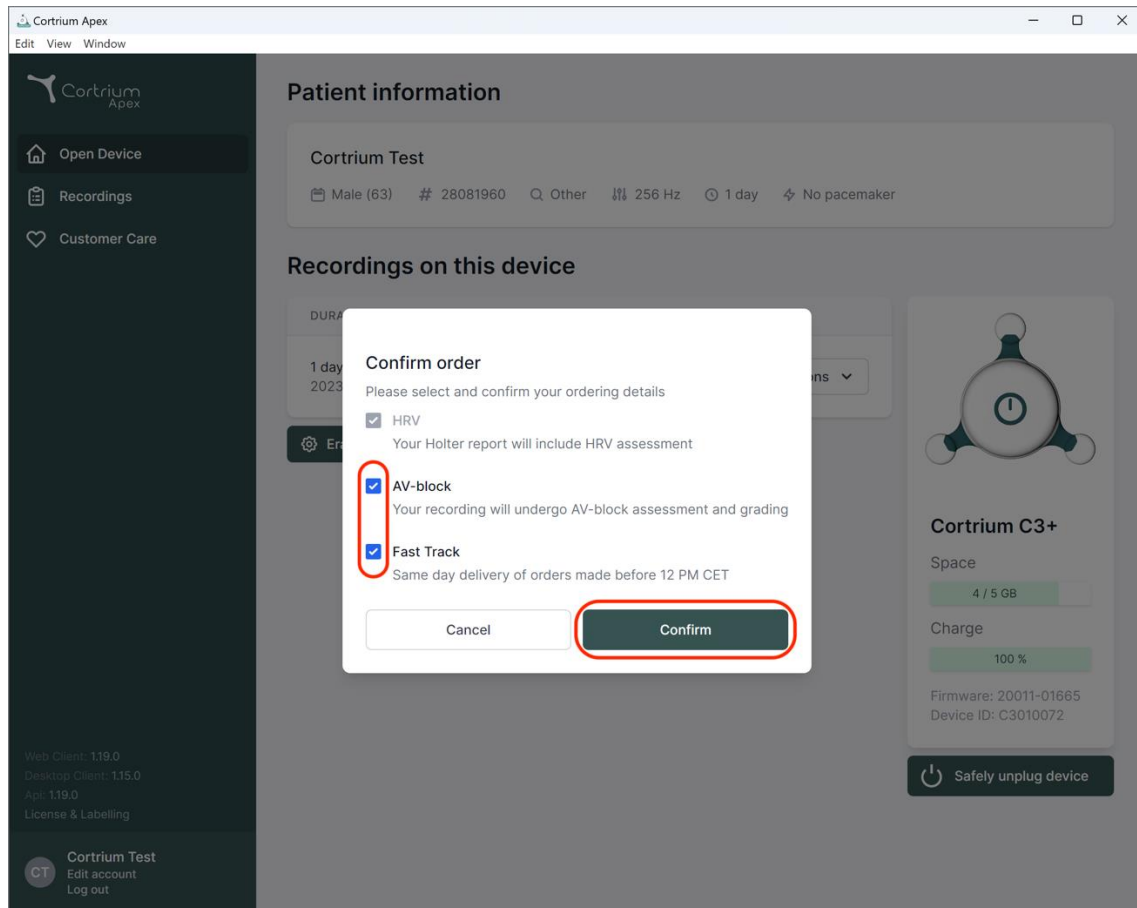 Cortrium Apex
Edit View Window
Cortrium
Apex
Open Device
Recordings
Customer Care
Web Client: 1.19.0
Desktop Client: 1.15.0
Api: 1.19.0
License & Labelling
CT
Cortrium Test
Edit account
Log out
Patient information
Cortrium Test
Male (63) # 28081960 Other 256 Hz 1 day No pacemaker
Recordings on this device
DURA
1 day
2023
ons
Er
Confirm order
Please select and confirm your ordering details
HRV
Your Holter report will include HRV assessment
AV-block
Your recording will undergo AV-block assessment and grading
Fast Track
Same day delivery of orders made before 12 PM CET
Cancel Confirm
Cortrium C3+
Space
4 / 5 GB
Charge
100 %
Firmware: 20011-01665
Device ID: C3010072
Safely unplug device